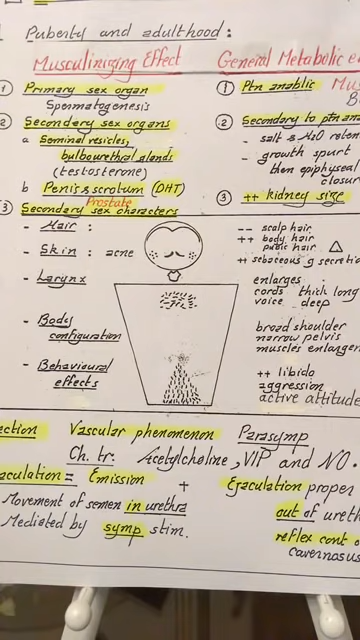 Puberty and adulthood:
Musculinizing Effect
General Metabolic e
① Primary sex organ
Spermatogenesis
① Ptn anablic Mus
② Secondary sex organs
② Secondary to ptn an
a Seminal vesicles,
bulbourethral glands
(testosterone)
- salt & H2O reten
- growth spurt
then epiphyseal
closur
b Penis & scrotum (DHT)
Prostate
③ ++ kidney size
③ Secondary sex characters
- Hair :
-- scalp hair
++ body hair
pubic hair △
- Skin : acne
++ sebaceous g secretio
- Larynx
enlarges
cords thick long
voice deep
- Body
configuration
broad shoulder
narrow pelvis
muscles enlarge
- Behavioural
effects
++ libido
aggression
active attitude
ection Vascular phenomenon Parasymp
Ch. tr: Acetylcholine, VIP and NO.
aculation = Emission + Ejaculation proper
Movement of semen in urethra
out of ureth
Mediated by symp stim.
reflex cont o
cavernosus